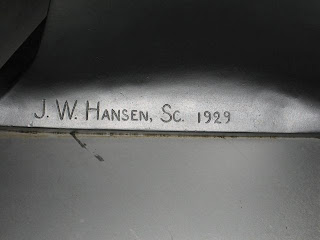 J. W. HANSEN, SC. 1929